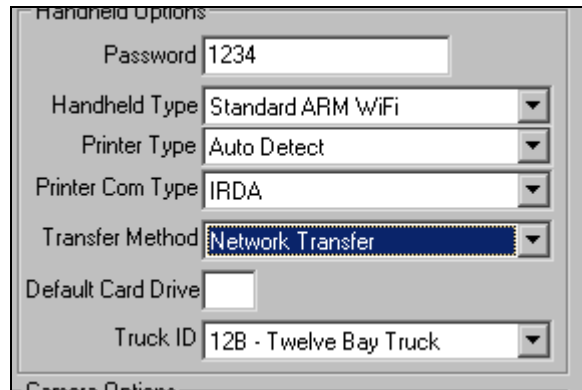 Handheld Options
Password 1234
Handheld Type Standard ARM WiFi
Printer Type Auto Detect
Printer Com Type IRDA
Transfer Method Network Transfer
Default Card Drive
Truck ID 12B - Twelve Bay Truck
Camera Options